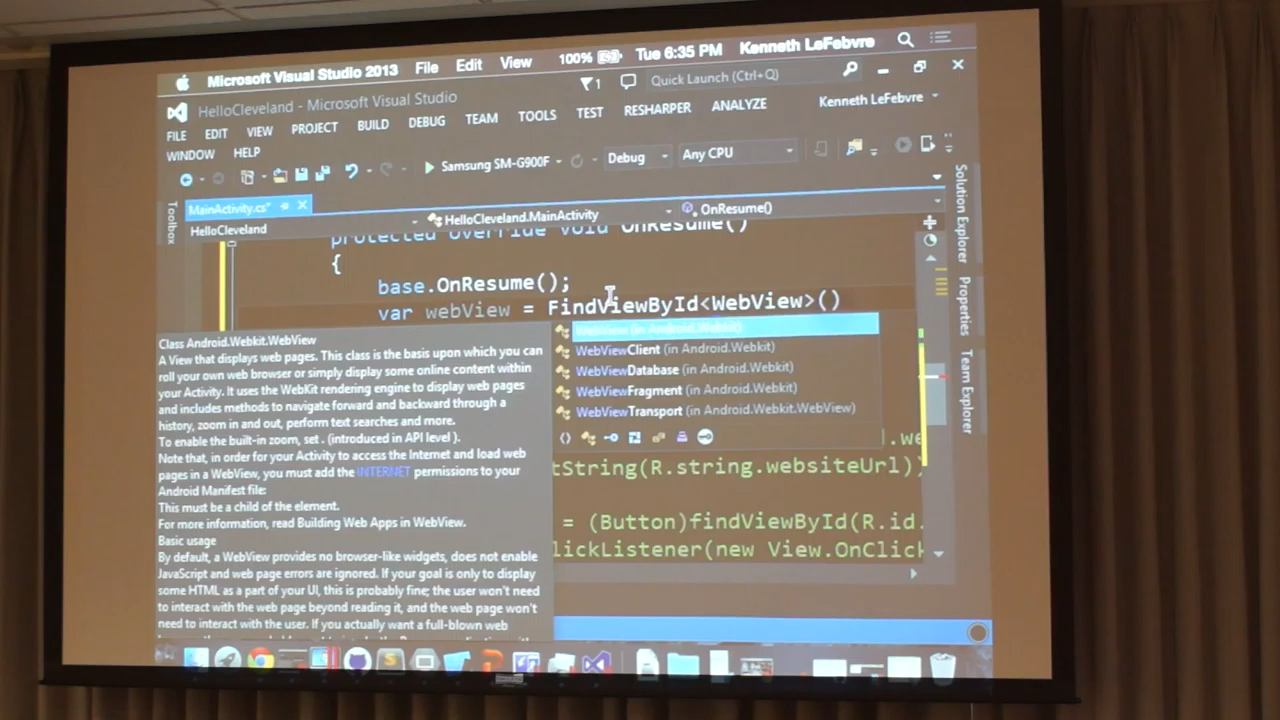 Microsoft Visual Studio 2013 File Edit View 100% Tue 6:35 PM Kenneth LeFebvre
HelloCleveland - Microsoft Visual Studio 1 Quick Launch (Ctrl+Q)
FILE EDIT VIEW PROJECT BUILD DEBUG TEAM TOOLS TEST RESHARPER ANALYZE Kenneth LeFebvre
WINDOW HELP
Samsung SM-G900F Debug Any CPU
MainActivity.cs*
HelloCleveland HelloCleveland.MainActivity OnResume()
Toolbox
Solution Explorer
Properties
Team Explorer
protected override void OnResume()
{
base.OnResume();
var webView = FindViewById<WebView>()
WebView (in Android.Webkit)
WebViewClient (in Android.Webkit)
WebViewDatabase (in Android.Webkit)
WebViewFragment (in Android.Webkit)
WebViewTransport (in Android.Webkit.WebView)
Class Android.Webkit.WebView
A View that displays web pages. This class is the basis upon which you can
roll your own web browser or simply display some online content within
your Activity. It uses the WebKit rendering engine to display web pages
and includes methods to navigate forward and backward through a
history, zoom in and out, perform text searches and more.
To enable the built-in zoom, set . (introduced in API level ).
Note that, in order for your Activity to access the Internet and load web
pages in a WebView, you must add the INTERNET permissions to your
Android Manifest file:
This must be a child of the element.
For more information, read Building Web Apps in WebView.
Basic usage
By default, a WebView provides no browser-like widgets, does not enable
JavaScript and web page errors are ignored. If your goal is only to display
some HTML as a part of your UI, this is probably fine; the user won't need
to interact with the web page beyond reading it, and the web page won't
need to interact with the user. If you actually want a full-blown web
.we
tString(R.string.websiteUrl))
= (Button)findViewById(R.id.
lickListener(new View.OnClick